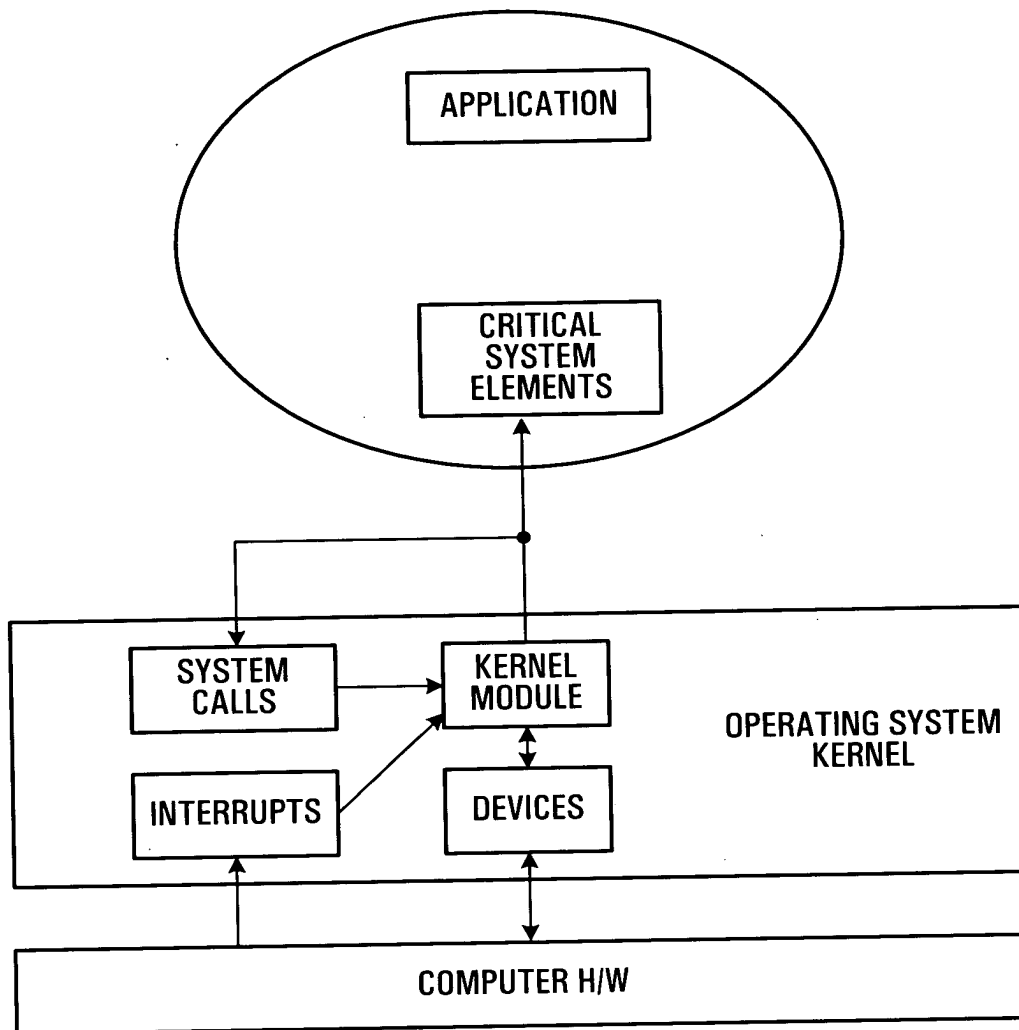 APPLICATION
CRITICAL
SYSTEM
ELEMENTS
SYSTEM
CALLS
KERNEL
MODULE
OPERATING SYSTEM
KERNEL
INTERRUPTS
DEVICES
COMPUTER H/W